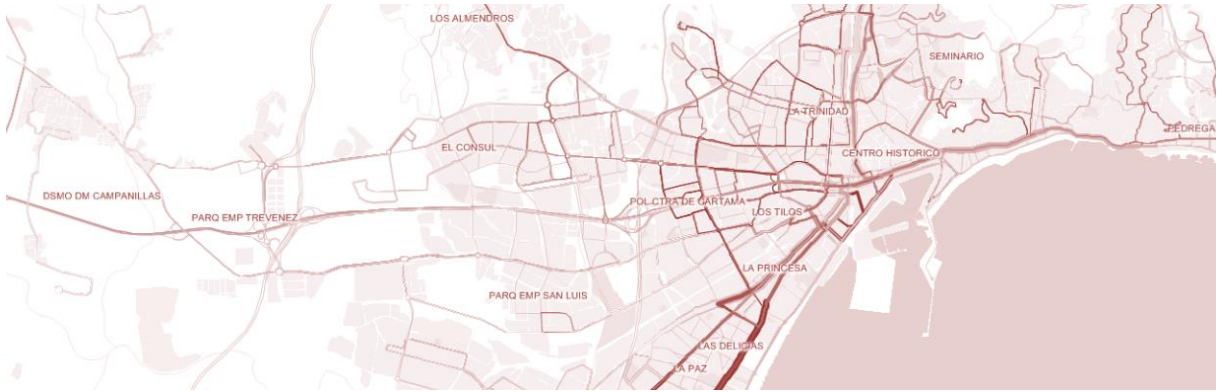 LOS ALMENDROS
SEMINARIO
LA TRINIDAD
PEDREGA
EL CONSUL
CENTRO HISTORICO
DSMO DM CAMPANILLAS
PARQ EMP TREVENEZ
POL CTRA DE CARTAMA
LOS TILOS
LA PRINCESA
PARQ EMP SAN LUIS
LAS DELICIAS
LA PAZ